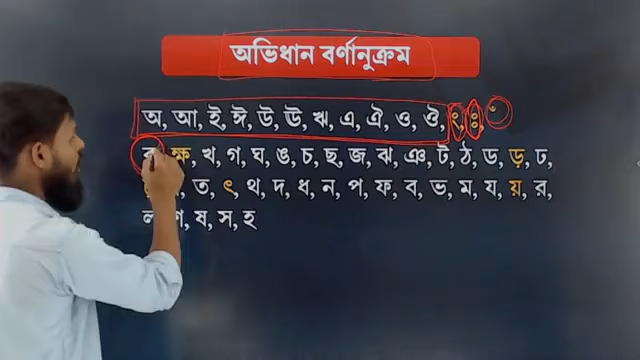 অভিধান বর্ণানুক্রম
অ, আ, ই, ঈ, উ, ঊ, ঋ, এ, ঐ, ও, ঔ, ং, ঃ, ঁ
ক্ষ, খ, গ, ঘ, ঙ, চ, ছ, জ, ঝ, ঞ, ট, ঠ, ড, ড়, ঢ,
ত, ৎ, থ, দ, ধ, ন, প, ফ, ব, ভ, ম, য, য়, র,
ষ, স, হ